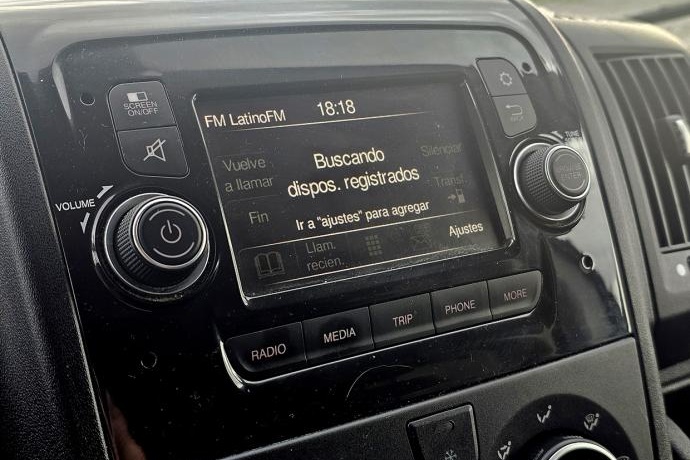 SCREEN
ON/OFF
VOLUME
FM LatinoFM
18:18
Vuelve
a llamar
Buscando
dispos. registrados
Silenciar
Transf.
Fin
Ir a "ajustes" para agregar
Llam.
recien.
Ajustes
TUNE
ENTER
RADIO
MEDIA
TRIP
PHONE
MORE